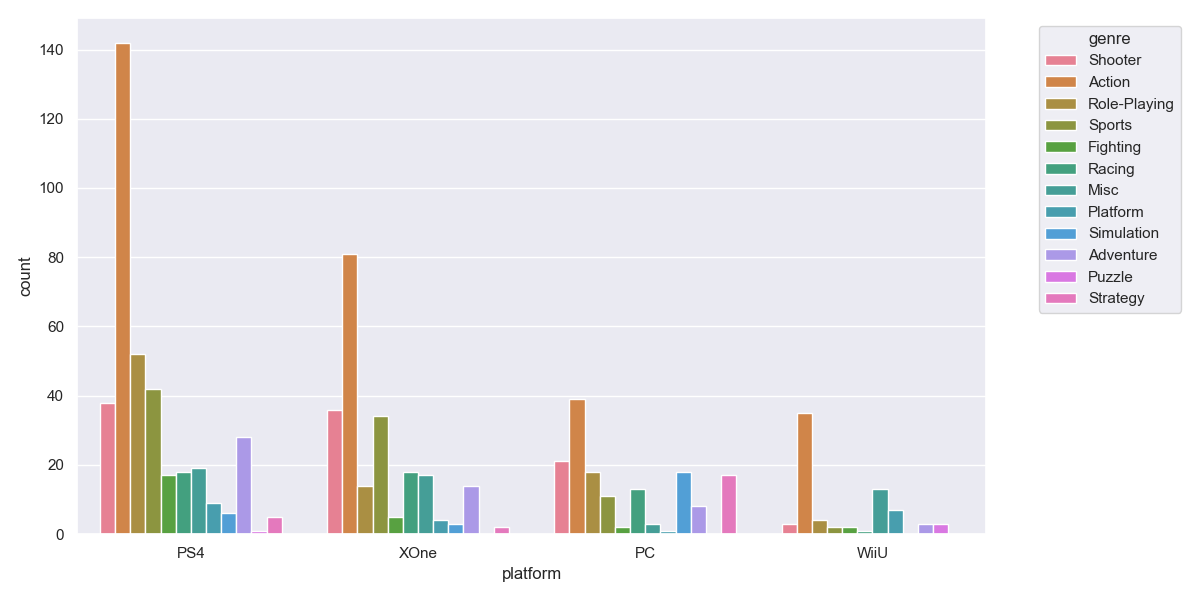 140
120
100
80
60
40
20
0
count
PS4
XOne
PC
WiiU
platform
genre
Shooter
Action
Role-Playing
Sports
Fighting
Racing
Misc
Platform
Simulation
Adventure
Puzzle
Strategy